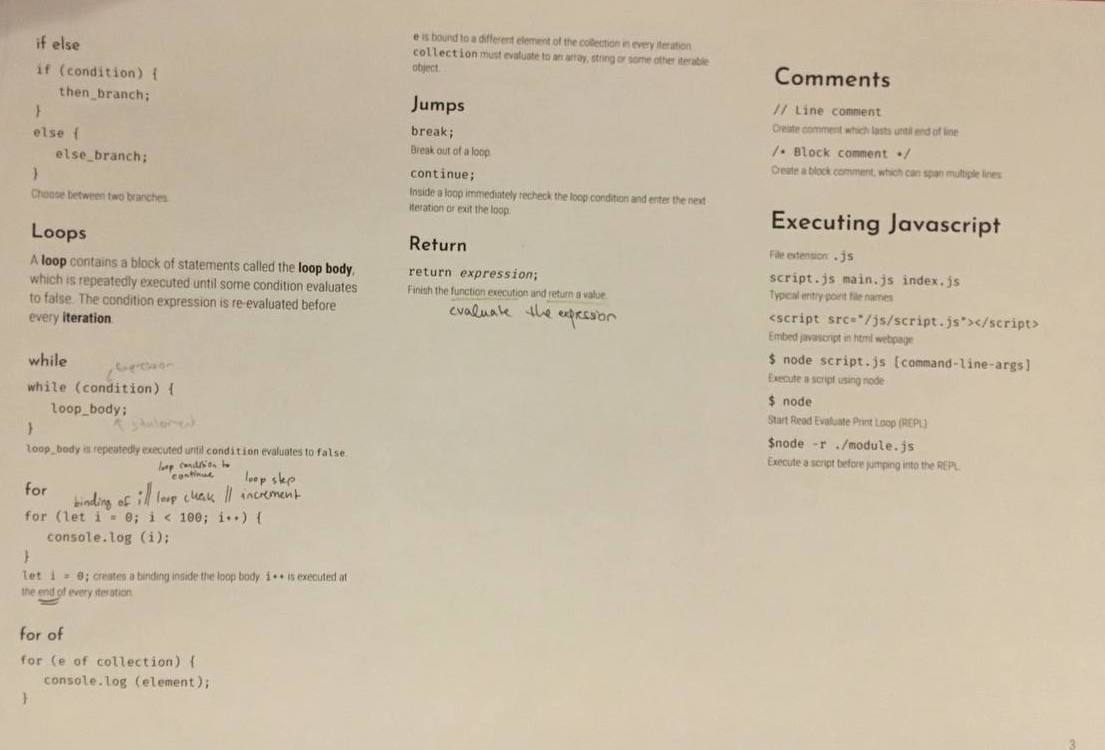 if else
if (condition) {
then_branch;
}
else {
else_branch;
}
Choose between two branches.
Loops
A loop contains a block of statements called the loop body,
which is repeatedly executed until some condition evaluates
to false. The condition expression is re-evaluated before
every iteration.
while
expression
while (condition) {
loop_body;
statement
}
loop_body is repeatedly executed until condition evaluates to false.
loop condition to
continue
loop step
for
binding of i // loop check // increment
for (let i = 0; i < 100; i++) {
console.log (i);
}
let i = 0; creates a binding inside the loop body. i++ is executed at
the end of every iteration.
for of
for (e of collection) {
console.log (element);
}
e is bound to a different element of the collection in every iteration.
collection must evaluate to an array, string or some other iterable
object.
Jumps
break;
Break out of a loop.
continue;
Inside a loop immediately recheck the loop condition and enter the next
iteration or exit the loop.
Return
return expression;
Finish the function execution and return a value.
evaluate the expression
Comments
// Line comment
Create comment which lasts until end of line
/* Block comment */
Create a block comment, which can span multiple lines.
Executing Javascript
File extension: .js
script.js main.js index.js
Typical entry point file names
<script src="/js/script.js"></script>
Embed javascript in html webpage
$ node script.js [command-line-args]
Execute a script using node
$ node
Start Read Evaluate Print Loop (REPL)
$node -r ./module.js
Execute a script before jumping into the REPL.
3